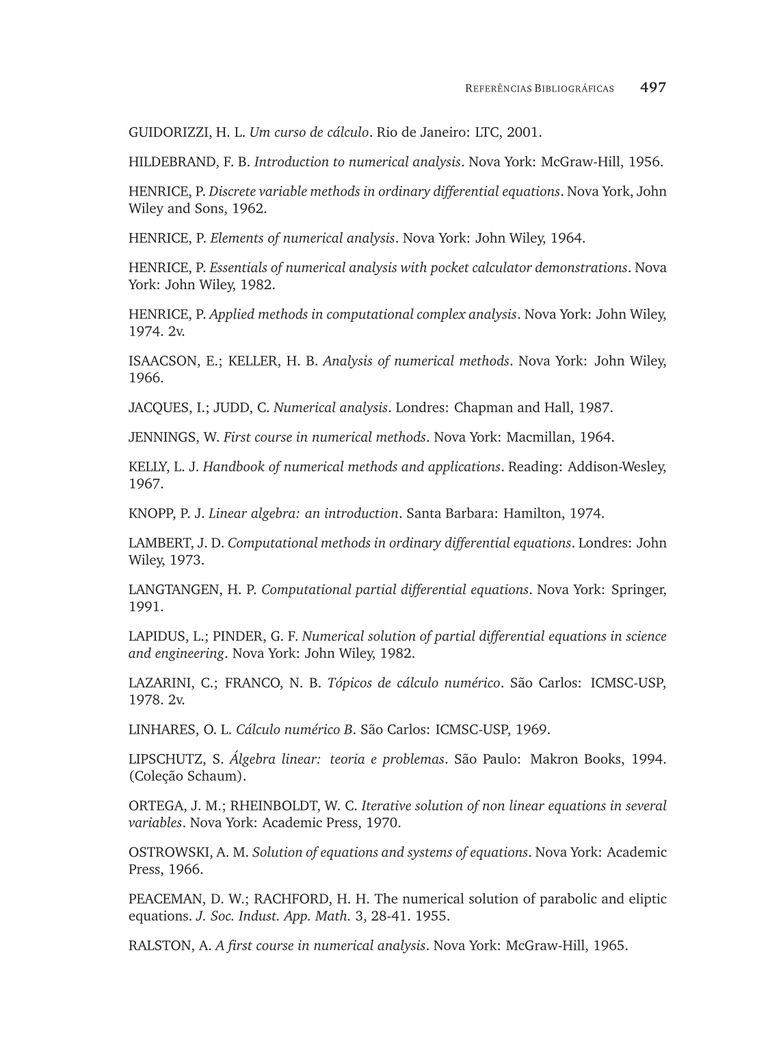 REFERÊNCIAS BIBLIOGRÁFICAS 497
GUIDORIZZI, H. L. Um curso de cálculo. Rio de Janeiro: LTC, 2001.
HILDEBRAND, F. B. Introduction to numerical analysis. Nova York: McGraw-Hill, 1956.
HENRICE, P. Discrete variable methods in ordinary differential equations. Nova York, John
Wiley and Sons, 1962.
HENRICE, P. Elements of numerical analysis. Nova York: John Wiley, 1964.
HENRICE, P. Essentials of numerical analysis with pocket calculator demonstrations. Nova
York: John Wiley, 1982.
HENRICE, P. Applied methods in computational complex analysis. Nova York: John Wiley,
1974. 2v.
ISAACSON, E.; KELLER, H. B. Analysis of numerical methods. Nova York: John Wiley,
1966.
JACQUES, I.; JUDD, C. Numerical analysis. Londres: Chapman and Hall, 1987.
JENNINGS, W. First course in numerical methods. Nova York: Macmillan, 1964.
KELLY, L. J. Handbook of numerical methods and applications. Reading: Addison-Wesley,
1967.
KNOPP, P. J. Linear algebra: an introduction. Santa Barbara: Hamilton, 1974.
LAMBERT, J. D. Computational methods in ordinary differential equations. Londres: John
Wiley, 1973.
LANGTANGEN, H. P. Computational partial differential equations. Nova York: Springer,
1991.
LAPIDUS, L.; PINDER, G. F. Numerical solution of partial differential equations in science
and engineering. Nova York: John Wiley, 1982.
LAZARINI, C.; FRANCO, N. B. Tópicos de cálculo numérico. São Carlos: ICMSC-USP,
1978. 2v.
LINHARES, O. L. Cálculo numérico B. São Carlos: ICMSC-USP, 1969.
LIPSCHUTZ, S. Álgebra linear: teoria e problemas. São Paulo: Makron Books, 1994.
(Coleção Schaum).
ORTEGA, J. M.; RHEINBOLDT, W. C. Iterative solution of non linear equations in several
variables. Nova York: Academic Press, 1970.
OSTROWSKI, A. M. Solution of equations and systems of equations. Nova York: Academic
Press, 1966.
PEACEMAN, D. W.; RACHFORD, H. H. The numerical solution of parabolic and eliptic
equations. J. Soc. Indust. App. Math. 3, 28-41. 1955.
RALSTON, A. A first course in numerical analysis. Nova York: McGraw-Hill, 1965.